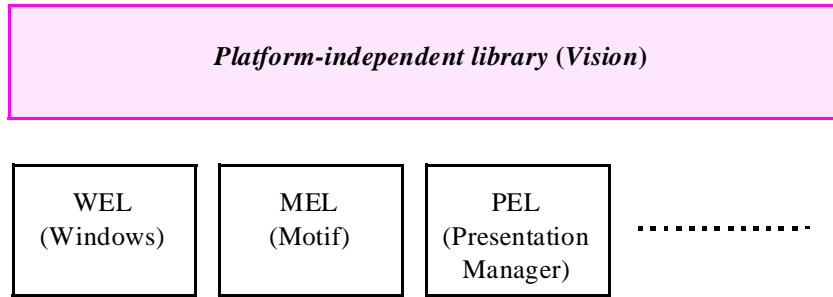 Platform-independent library (Vision)
WEL
(Windows)
MEL
(Motif)
PEL
(Presentation
Manager)